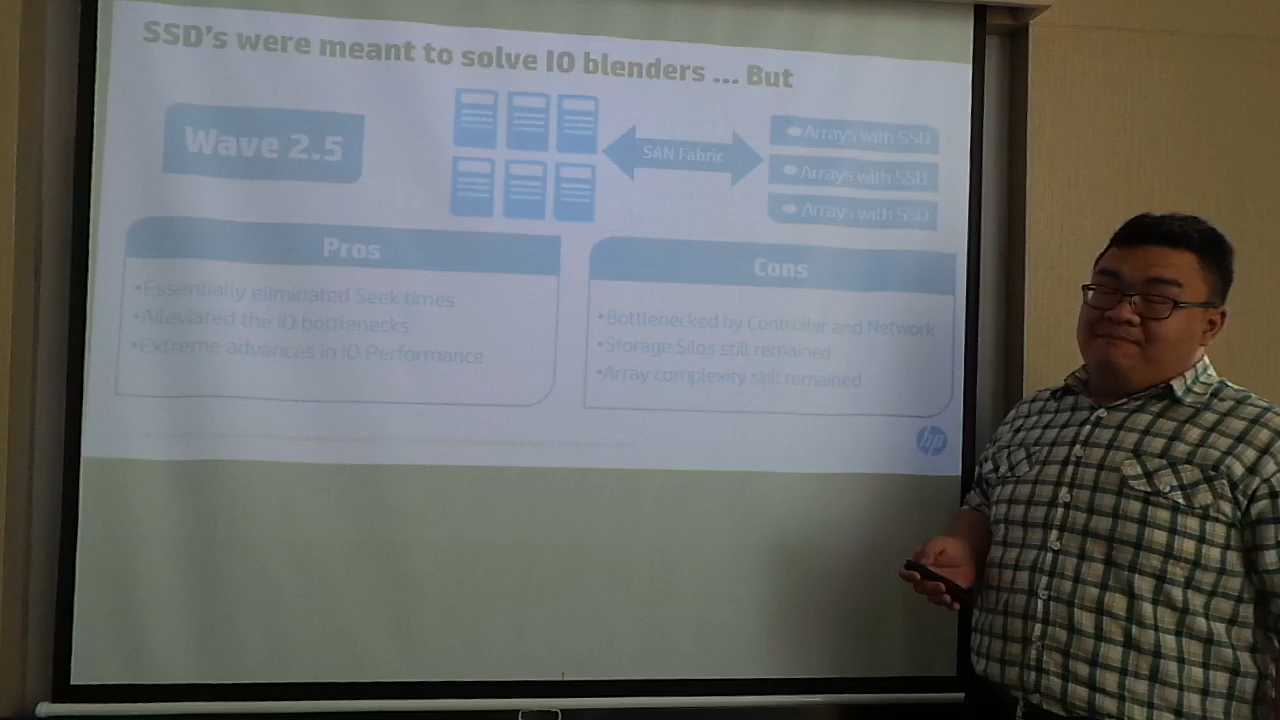 SSD's were meant to solve IO blenders ... But
Wave 2.5
SAN Fabric
Arrays with SSD
Arrays with SSD
Arrays with SSD
Pros
•Essentially eliminated Seek times
•Alleviated the IO bottlenecks
•Extreme advances in IO Performance
Cons
•Bottlenecked by Controller and Network
•Storage Silos still remained
•Array complexity still remained
hp